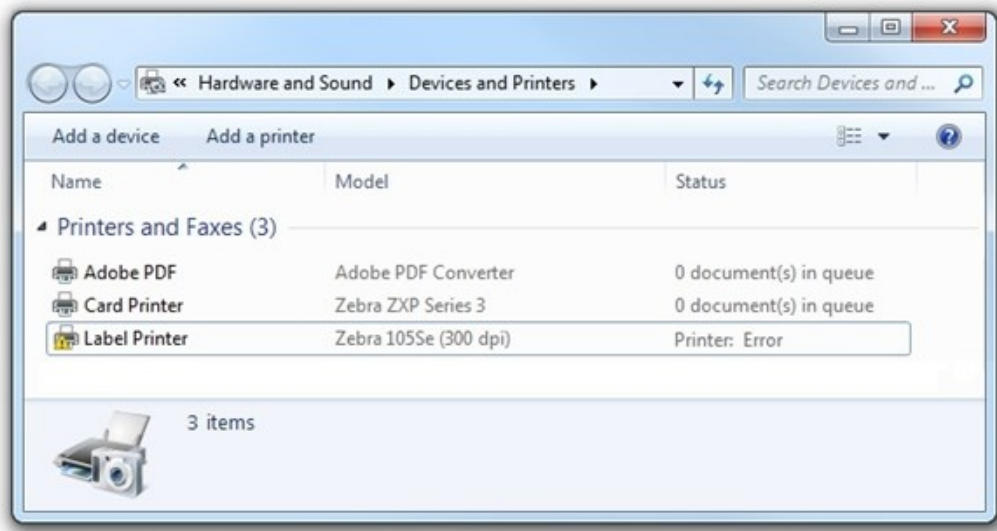 « Hardware and Sound ▸ Devices and Printers ▸ Search Devices and ...
Add a device Add a printer
Name Model Status
Printers and Faxes (3)
Adobe PDF Adobe PDF Converter 0 document(s) in queue
Card Printer Zebra ZXP Series 3 0 document(s) in queue
Label Printer Zebra 105Se (300 dpi) Printer: Error
3 items